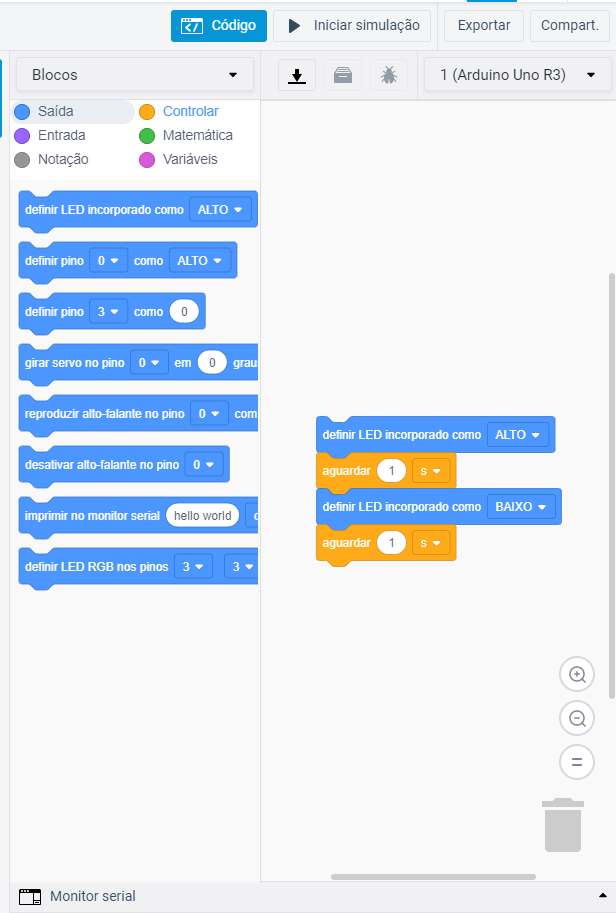 Código
Iniciar simulação
Exportar
Compart.
Blocos
1 (Arduino Uno R3)
Saída
Controlar
Entrada
Matemática
Notação
Variáveis
definir LED incorporado como ALTO
definir pino 0 como ALTO
definir pino 3 como 0
girar servo no pino 0 em 0 grau
reproduzir alto-falante no pino 0 com
desativar alto-falante no pino 0
imprimir no monitor serial hello world
definir LED RGB nos pinos 3 3
definir LED incorporado como ALTO
aguardar 1 s
definir LED incorporado como BAIXO
aguardar 1 s
Monitor serial